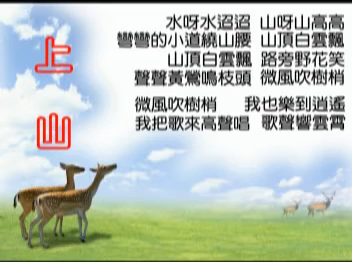 上山
水呀水迢迢 山呀山高高
彎彎的小道繞山腰 山頂白雲飄
山頂白雲飄 路旁野花笑
聲聲黃鶯鳴枝頭 微風吹樹梢
微風吹樹梢 我也樂到逍遙
我把歌來高聲唱 歌聲響雲霄